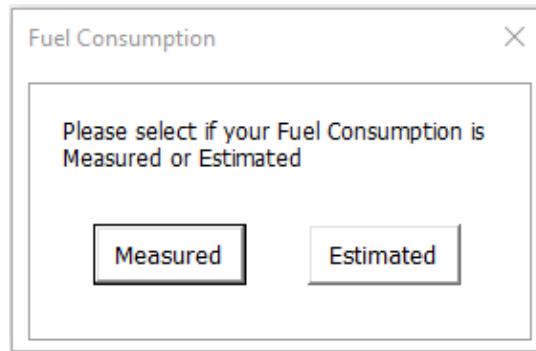 Fuel Consumption
Please select if your Fuel Consumption is
Measured or Estimated
Measured
Estimated